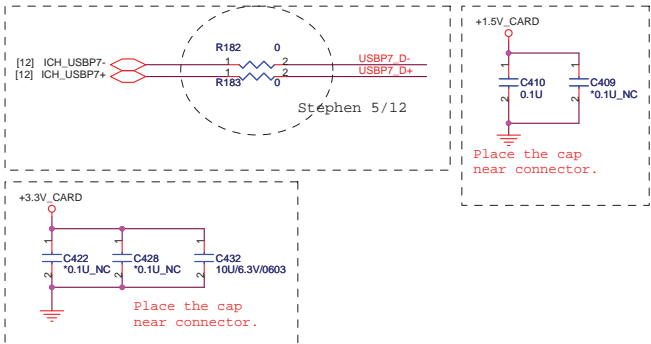 +1.5V_CARD
R182 0
[12] ICH_USBP7- 1 2 USBP7_D-
[12] ICH_USBP7+ 1 2 USBP7_D+
R183 0
Stephen 5/12
1 1
C410 C409
0.1U *0.1U_NC
2 2
Place the cap
near connector.
+3.3V_CARD
1 1 1
C422 C428 C432
*0.1U_NC *0.1U_NC 10U/6.3V/0603
2 2 2
Place the cap
near connector.